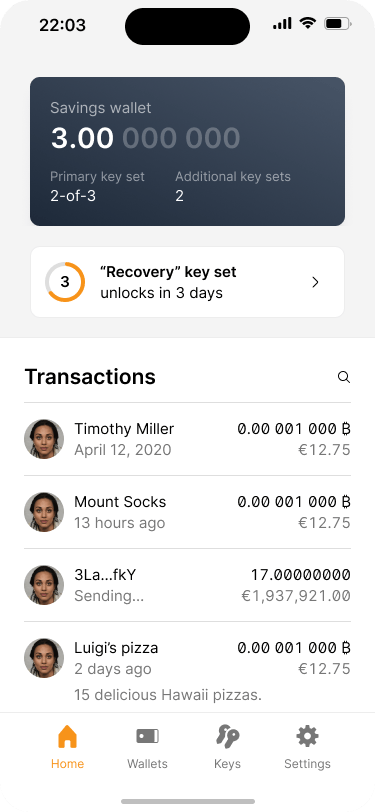 22:03
Savings wallet
3.00 000 000
Primary key set Additional key sets
2-of-3 2
3 “Recovery” key set
unlocks in 3 days
Transactions
Timothy Miller 0.00 001 000 ₿
April 12, 2020 €12.75
Mount Socks 0.00 001 000 ₿
13 hours ago €12.75
3La...fkY 17.00000000
Sending... €1,937,921.00
Luigi’s pizza 0.00 001 000 ₿
2 days ago €12.75
15 delicious Hawaii pizzas.
Home Wallets Keys Settings